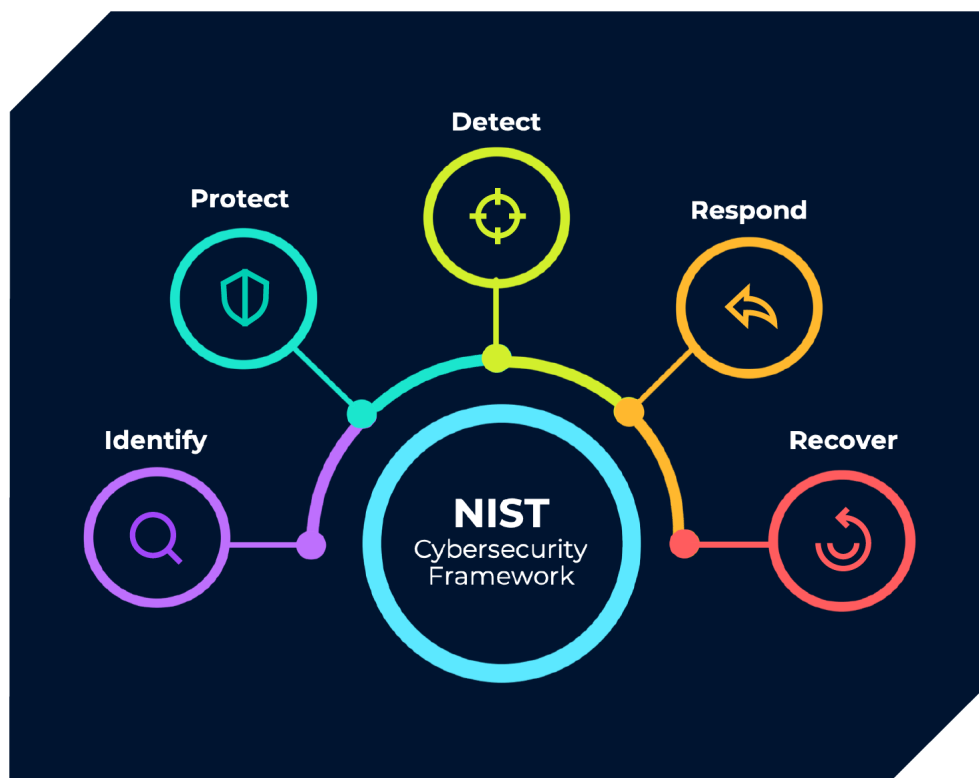 Detect
Protect
Respond
Identify
Recover
NIST
Cybersecurity
Framework